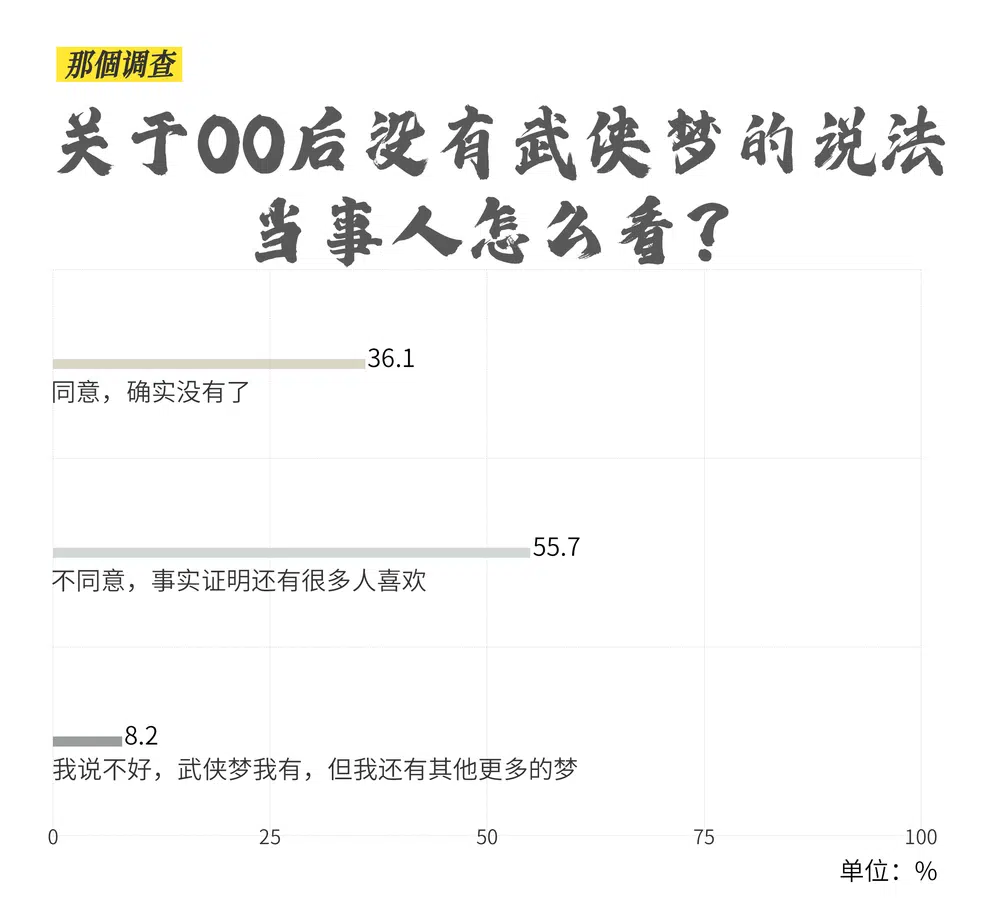 那個调查
关于00后没有武侠梦的说法
当事人怎么看？
36.1
同意，确实没有了
55.7
不同意，事实证明还有很多人喜欢
8.2
我说不好，武侠梦我有，但我还有其他更多的梦
0 25 50 75 100
单位：%